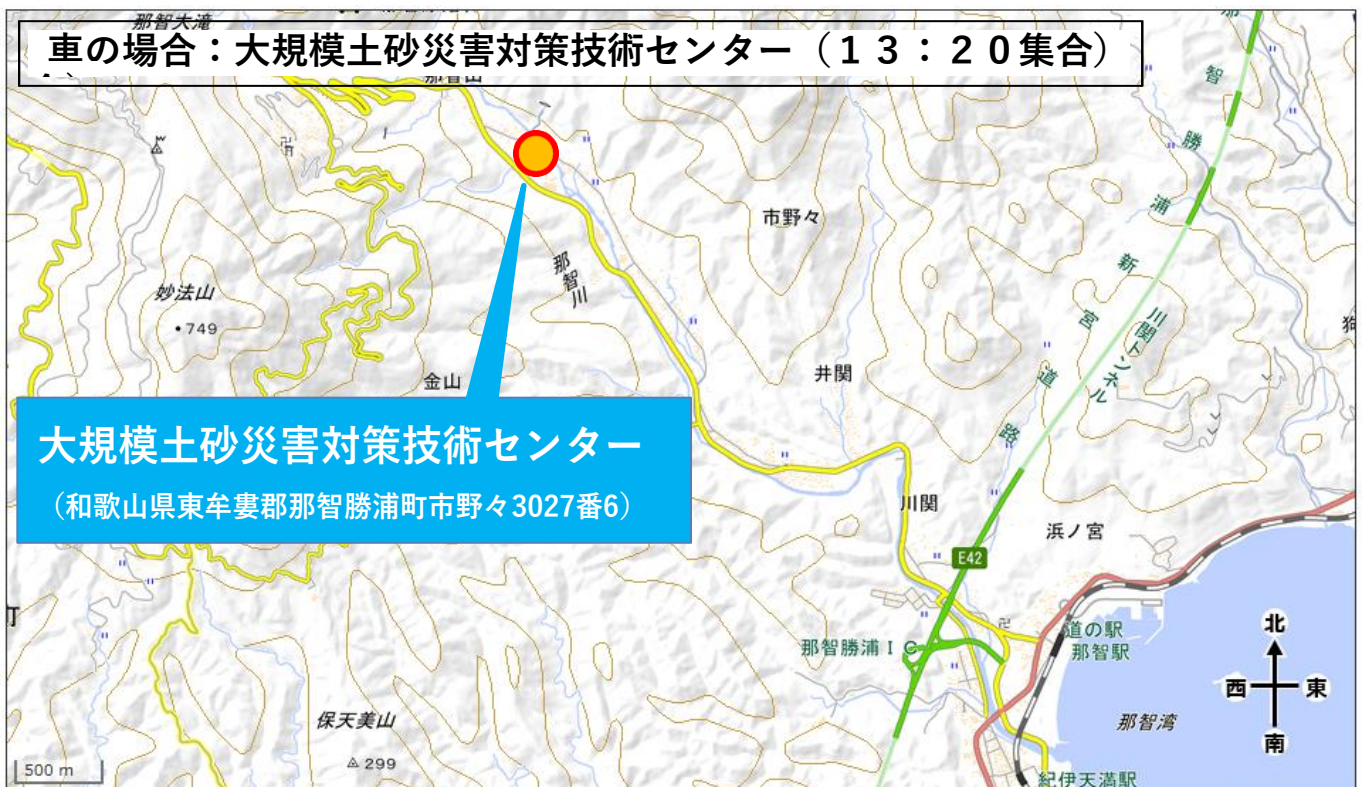 那智大滝
車の場合：大規模土砂災害対策技術センター（１３：２０集合）
那智山
那智勝浦新宮道路
市野々
那智川
妙法山
・749
川関トンネル
井関
金山
大規模土砂災害対策技術センター
（和歌山県東牟婁郡那智勝浦町市野々3027番6）
川関
浜ノ宮
E42
町
道の駅
那智駅
那智勝浦ＩＣ
北
西 東
南
保天美山
299
那智湾
500 m
紀伊天満駅